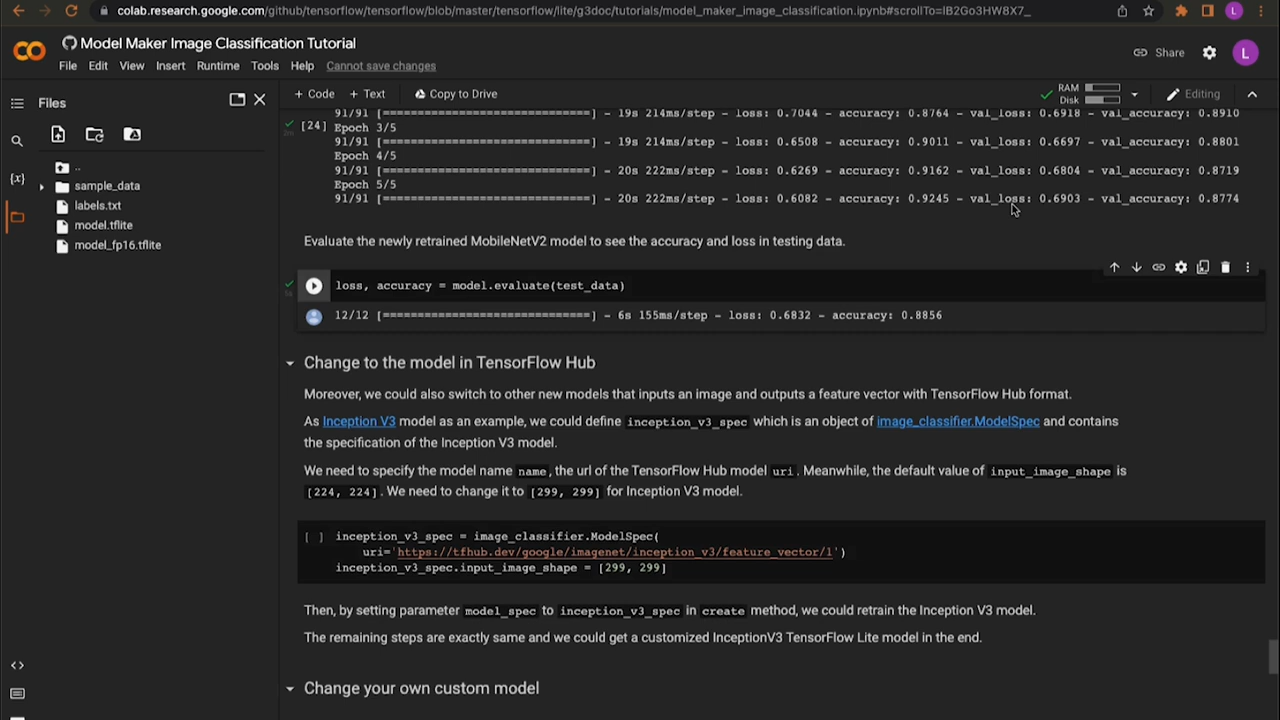 colab.research.google.com/github/tensorflow/tensorflow/blob/master/tensorflow/lite/g3doc/tutorials/model_maker_image_classification.ipynb#scrollTo=lB2Go3HW8X7_
L
Model Maker Image Classification Tutorial
Share
L
File Edit View Insert Runtime Tools Help Cannot save changes
Files
+ Code + Text Copy to Drive
RAM
Disk
Editing
..
sample_data
labels.txt
model.tflite
model_fp16.tflite
{x}
<>
[24]
91/91 [==============================] - 19s 214ms/step - loss: 0.7044 - accuracy: 0.8764 - val_loss: 0.6918 - val_accuracy: 0.8910
Epoch 3/5
91/91 [==============================] - 19s 214ms/step - loss: 0.6508 - accuracy: 0.9011 - val_loss: 0.6697 - val_accuracy: 0.8801
Epoch 4/5
91/91 [==============================] - 20s 222ms/step - loss: 0.6269 - accuracy: 0.9162 - val_loss: 0.6804 - val_accuracy: 0.8719
Epoch 5/5
91/91 [==============================] - 20s 222ms/step - loss: 0.6082 - accuracy: 0.9245 - val_loss: 0.6903 - val_accuracy: 0.8774
Evaluate the newly retrained MobileNetV2 model to see the accuracy and loss in testing data.
loss, accuracy = model.evaluate(test_data)
12/12 [==============================] - 6s 155ms/step - loss: 0.6832 - accuracy: 0.8856
Change to the model in TensorFlow Hub
Moreover, we could also switch to other new models that inputs an image and outputs a feature vector with TensorFlow Hub format.
As Inception V3 model as an example, we could define inception_v3_spec which is an object of image_classifier.ModelSpec and contains
the specification of the Inception V3 model.
We need to specify the model name name, the url of the TensorFlow Hub model uri. Meanwhile, the default value of input_image_shape is
[224, 224]. We need to change it to [299, 299] for Inception V3 model.
[ ] inception_v3_spec = image_classifier.ModelSpec(
uri='https://tfhub.dev/google/imagenet/inception_v3/feature_vector/1')
inception_v3_spec.input_image_shape = [299, 299]
Then, by setting parameter model_spec to inception_v3_spec in create method, we could retrain the Inception V3 model.
The remaining steps are exactly same and we could get a customized InceptionV3 TensorFlow Lite model in the end.
Change your own custom model